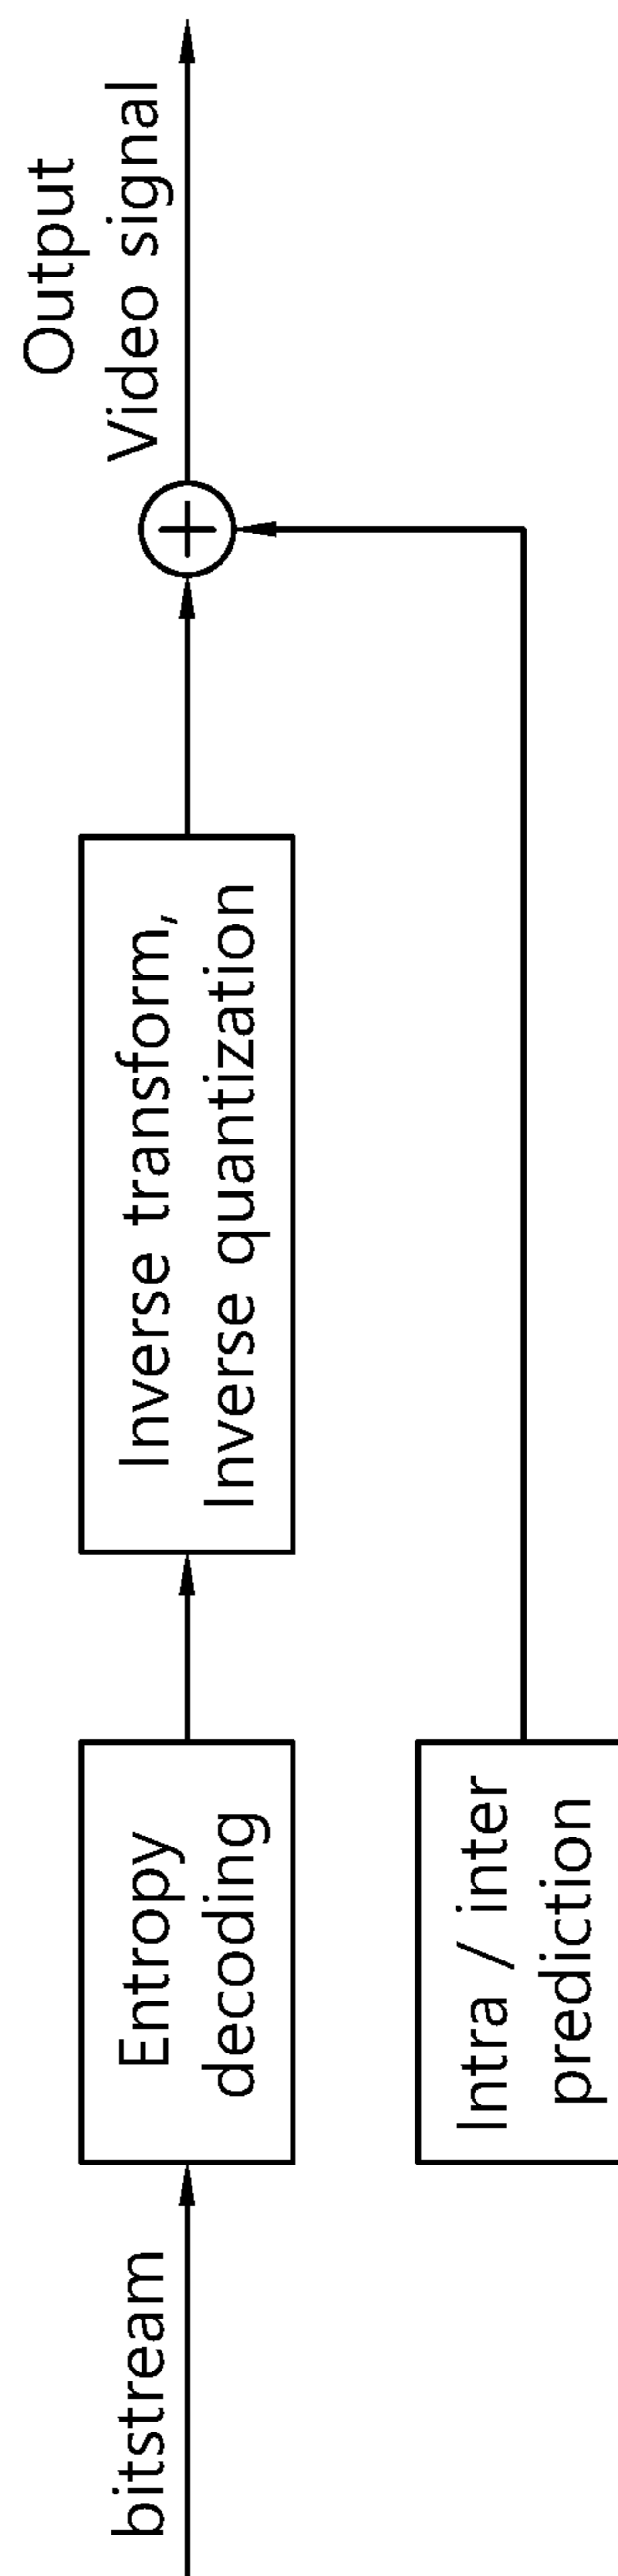 bitstream
Entropy
decoding
Inverse transform,
Inverse quantization
Output
Video signal
Intra / inter
prediction